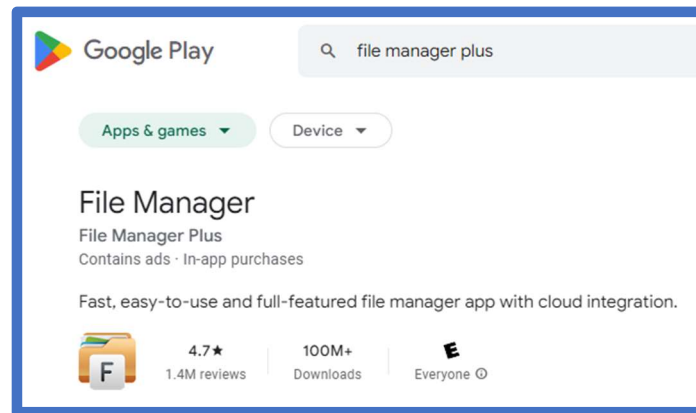 Google Play
file manager plus
Apps & games
Device
File Manager
File Manager Plus
Contains ads · In-app purchases
Fast, easy-to-use and full-featured file manager app with cloud integration.
F
4.7★ 100M+ E
1.4M reviews Downloads Everyone